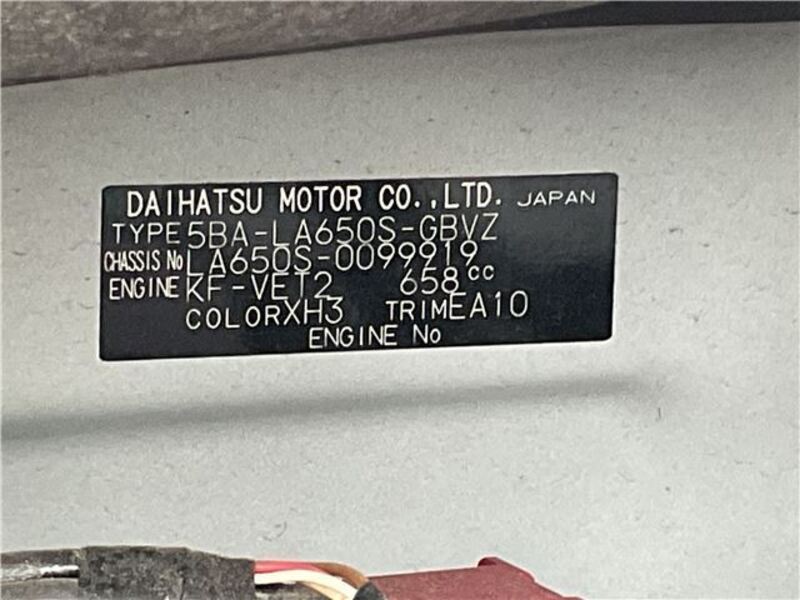 DAIHATSU MOTOR CO.,LTD. JAPAN
TYPE 5BA-LA650S-GBVZ
CHASSIS No LA650S-0099919
ENGINE KF-VET2 658cc
COLOR XH3 TRIM EA10
ENGINE No